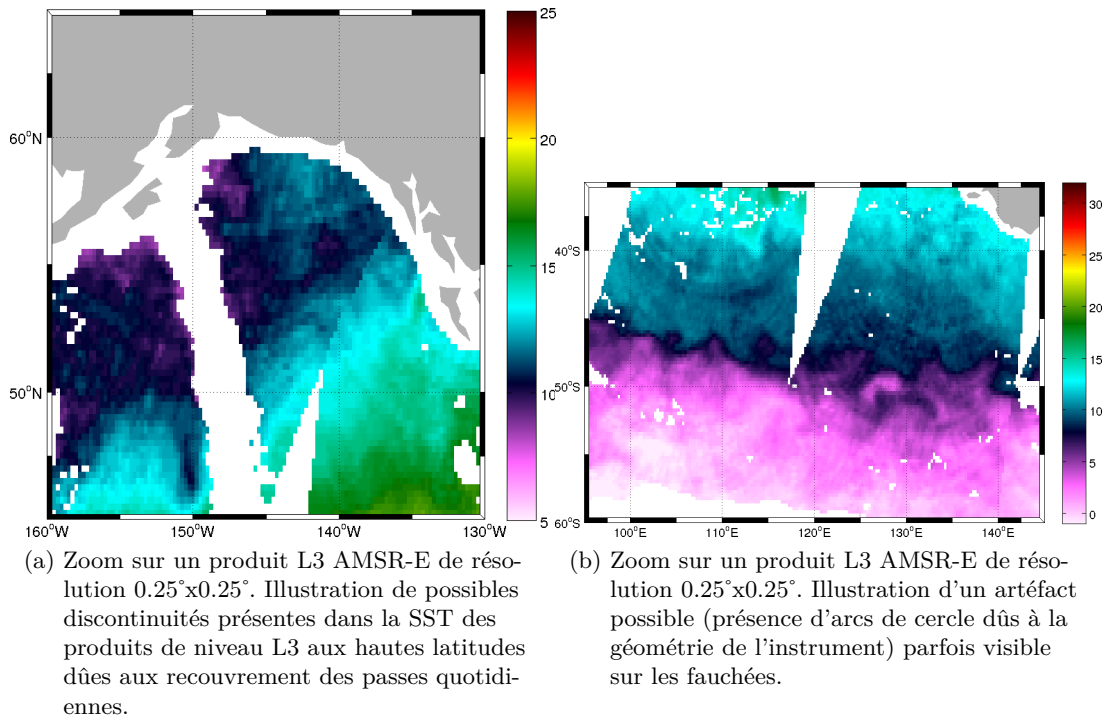 25
20
15
10
5
60°N
50°N
160°W
150°W
140°W
130°W
30
25
20
15
10
5
0
40°S
50°S
60°S
100°E
110°E
120°E
130°E
140°E
(a) Zoom sur un produit L3 AMSR-E de réso-
lution 0.25°x0.25°. Illustration de possibles
discontinuités présentes dans la SST des
produits de niveau L3 aux hautes latitudes
dûes aux recouvrement des passes quotidi-
ennes.
(b) Zoom sur un produit L3 AMSR-E de réso-
lution 0.25°x0.25°. Illustration d'un artéfact
possible (présence d'arcs de cercle dûs à la
géométrie de l'instrument) parfois visible
sur les fauchées.